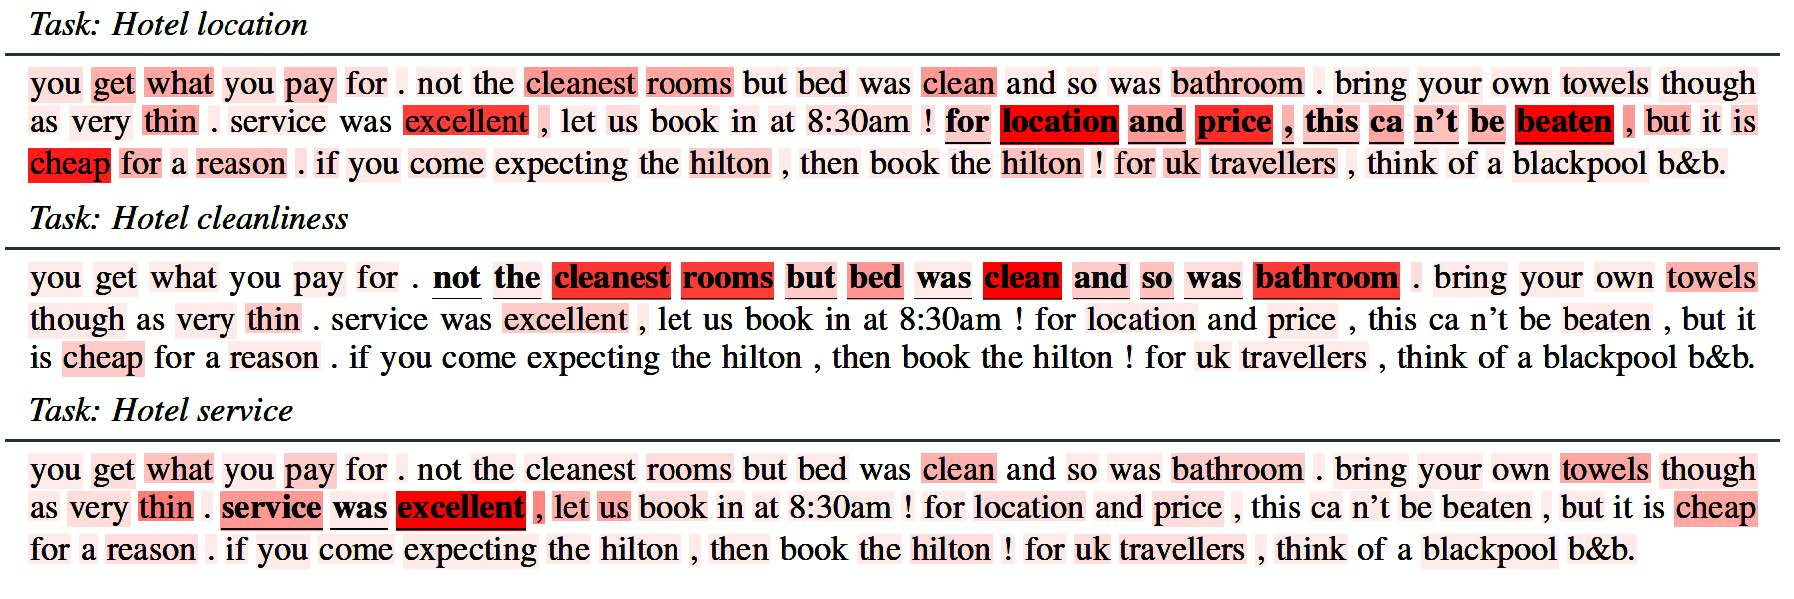 Task: Hotel location
you get what you pay for . not the cleanest rooms but bed was clean and so was bathroom . bring your own towels though
as very thin . service was excellent , let us book in at 8:30am ! for location and price , this ca n't be beaten , but it is
cheap for a reason . if you come expecting the hilton , then book the hilton ! for uk travellers , think of a blackpool b&b.
Task: Hotel cleanliness
you get what you pay for . not the cleanest rooms but bed was clean and so was bathroom . bring your own towels
though as very thin . service was excellent , let us book in at 8:30am ! for location and price , this ca n't be beaten , but it
is cheap for a reason . if you come expecting the hilton , then book the hilton ! for uk travellers , think of a blackpool b&b.
Task: Hotel service
you get what you pay for . not the cleanest rooms but bed was clean and so was bathroom . bring your own towels though
as very thin . service was excellent , let us book in at 8:30am ! for location and price , this ca n't be beaten , but it is cheap
for a reason . if you come expecting the hilton , then book the hilton ! for uk travellers , think of a blackpool b&b.